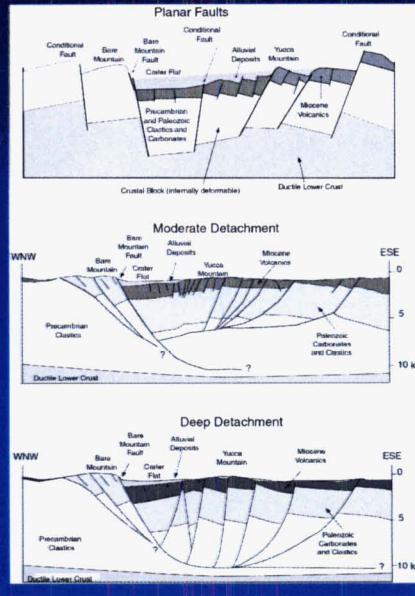 Planar Faults
Conditional
Fault
Bare
Mountain
Bare
Mountain
Fault
Crater Flat
Conditional
Fault
Alluvial
Deposits
Yucca
Mountain
Conditional
Fault
Precambrian
and Paleozoic
Clastics and
Carbonates
Miocene
Volcanics
Crustal Block (internally deformable)
Ductile Lower Crust
Moderate Detachment
WNW
ESE
Bare
Mountain
Bare
Mountain
Fault
Crater
Flat
Alluvial
Deposits
Yucca
Mountain
Miocene
Volcanics
0
5
10 k
Precambrian
Clastics
Paleozoic
Carbonates
and Clastics
?
?
Ductile Lower Crust
Deep Detachment
WNW
ESE
Bare
Mountain
Bare
Mountain
Fault
Crater
Flat
Alluvial
Deposits
Yucca
Mountain
Miocene
Volcanics
0
5
10 k
Precambrian
Clastics
Paleozoic
Carbonates
and Clastics
?
?
Ductile Lower Crust